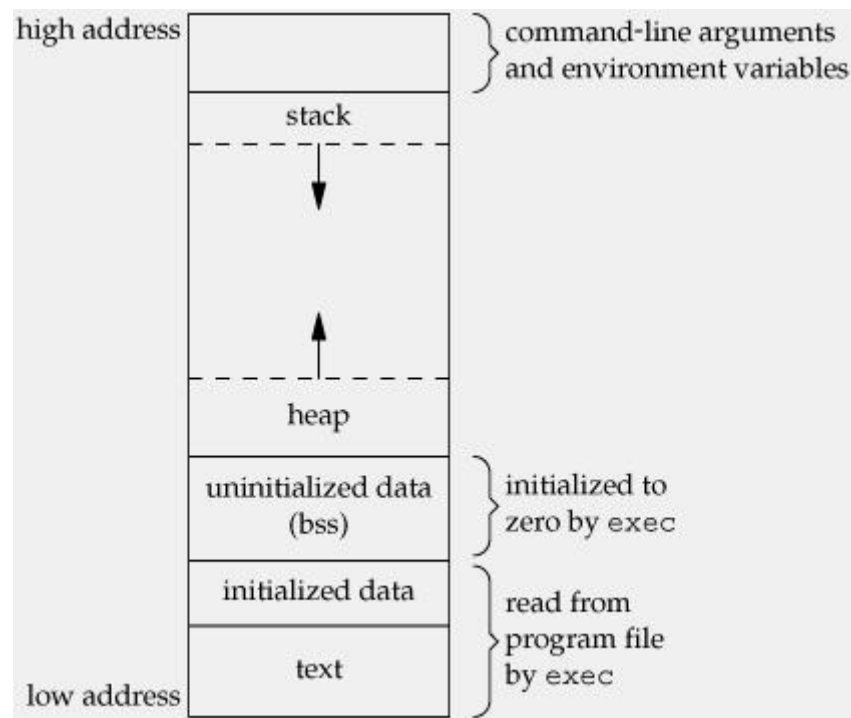 high address
command-line arguments
and environment variables
stack
heap
uninitialized data
(bss)
initialized to
zero by exec
initialized data
read from
program file
by exec
text
low address